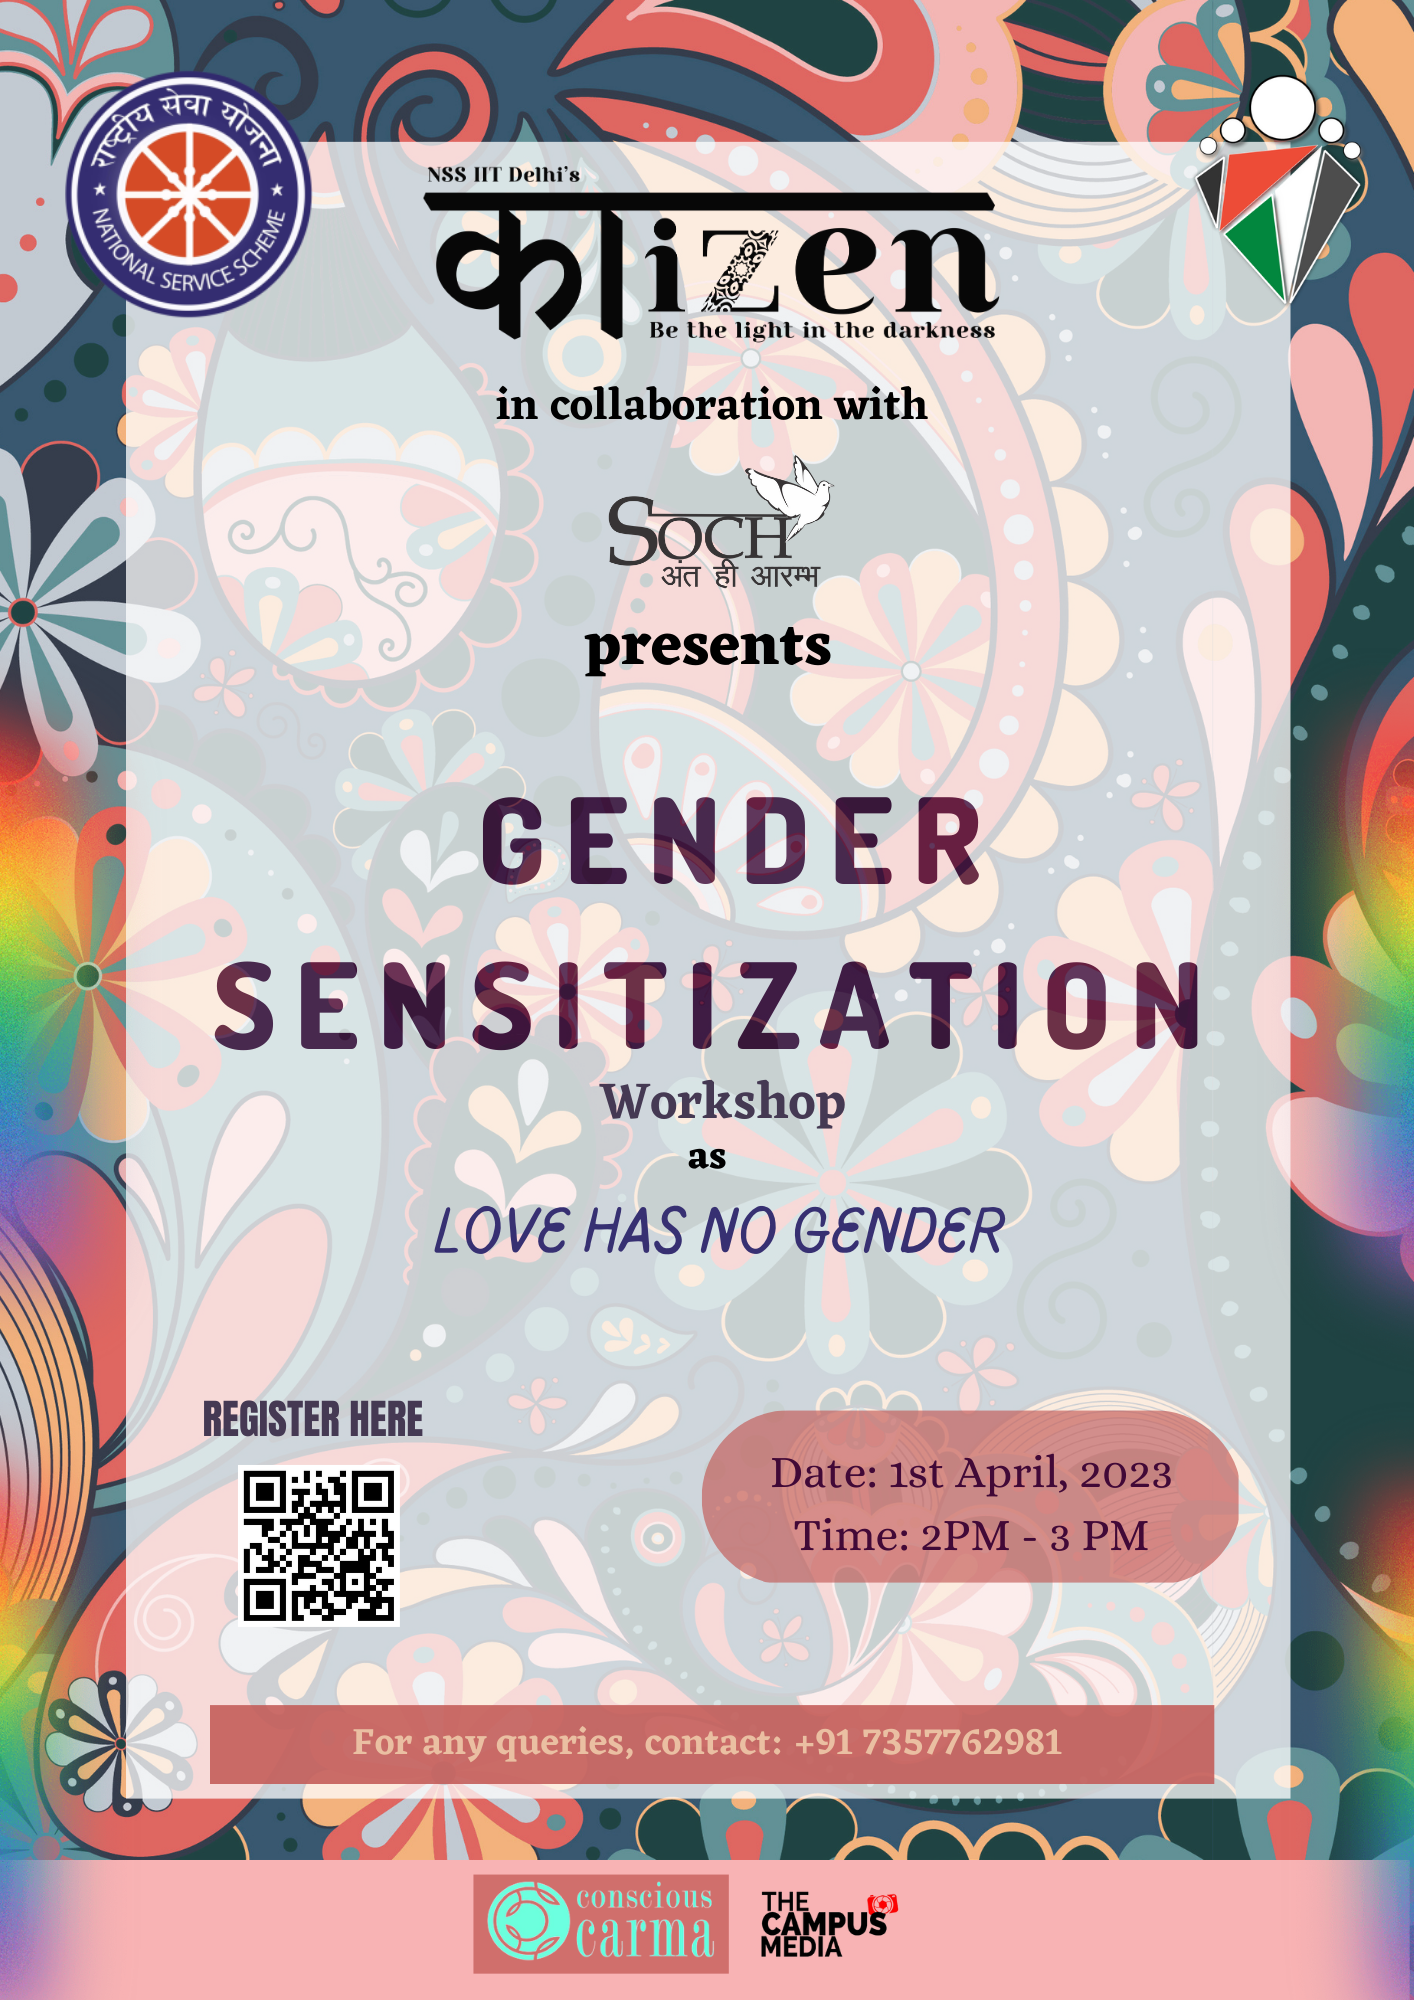 राष्ट्रीय सेवा योजना
NATIONAL SERVICE SCHEME
NSS IIT Delhi's
काizen
Be the light in the darkness
in collaboration with
SOCH
अंत ही आरम्भ
presents
GENDER
SENSITIZATION
Workshop
as
LOVE HAS NO GENDER
REGISTER HERE
Date: 1st April, 2023
Time: 2PM - 3 PM
For any queries, contact: +91 7357762981
conscious
carma
THE
CAMPUS
MEDIA